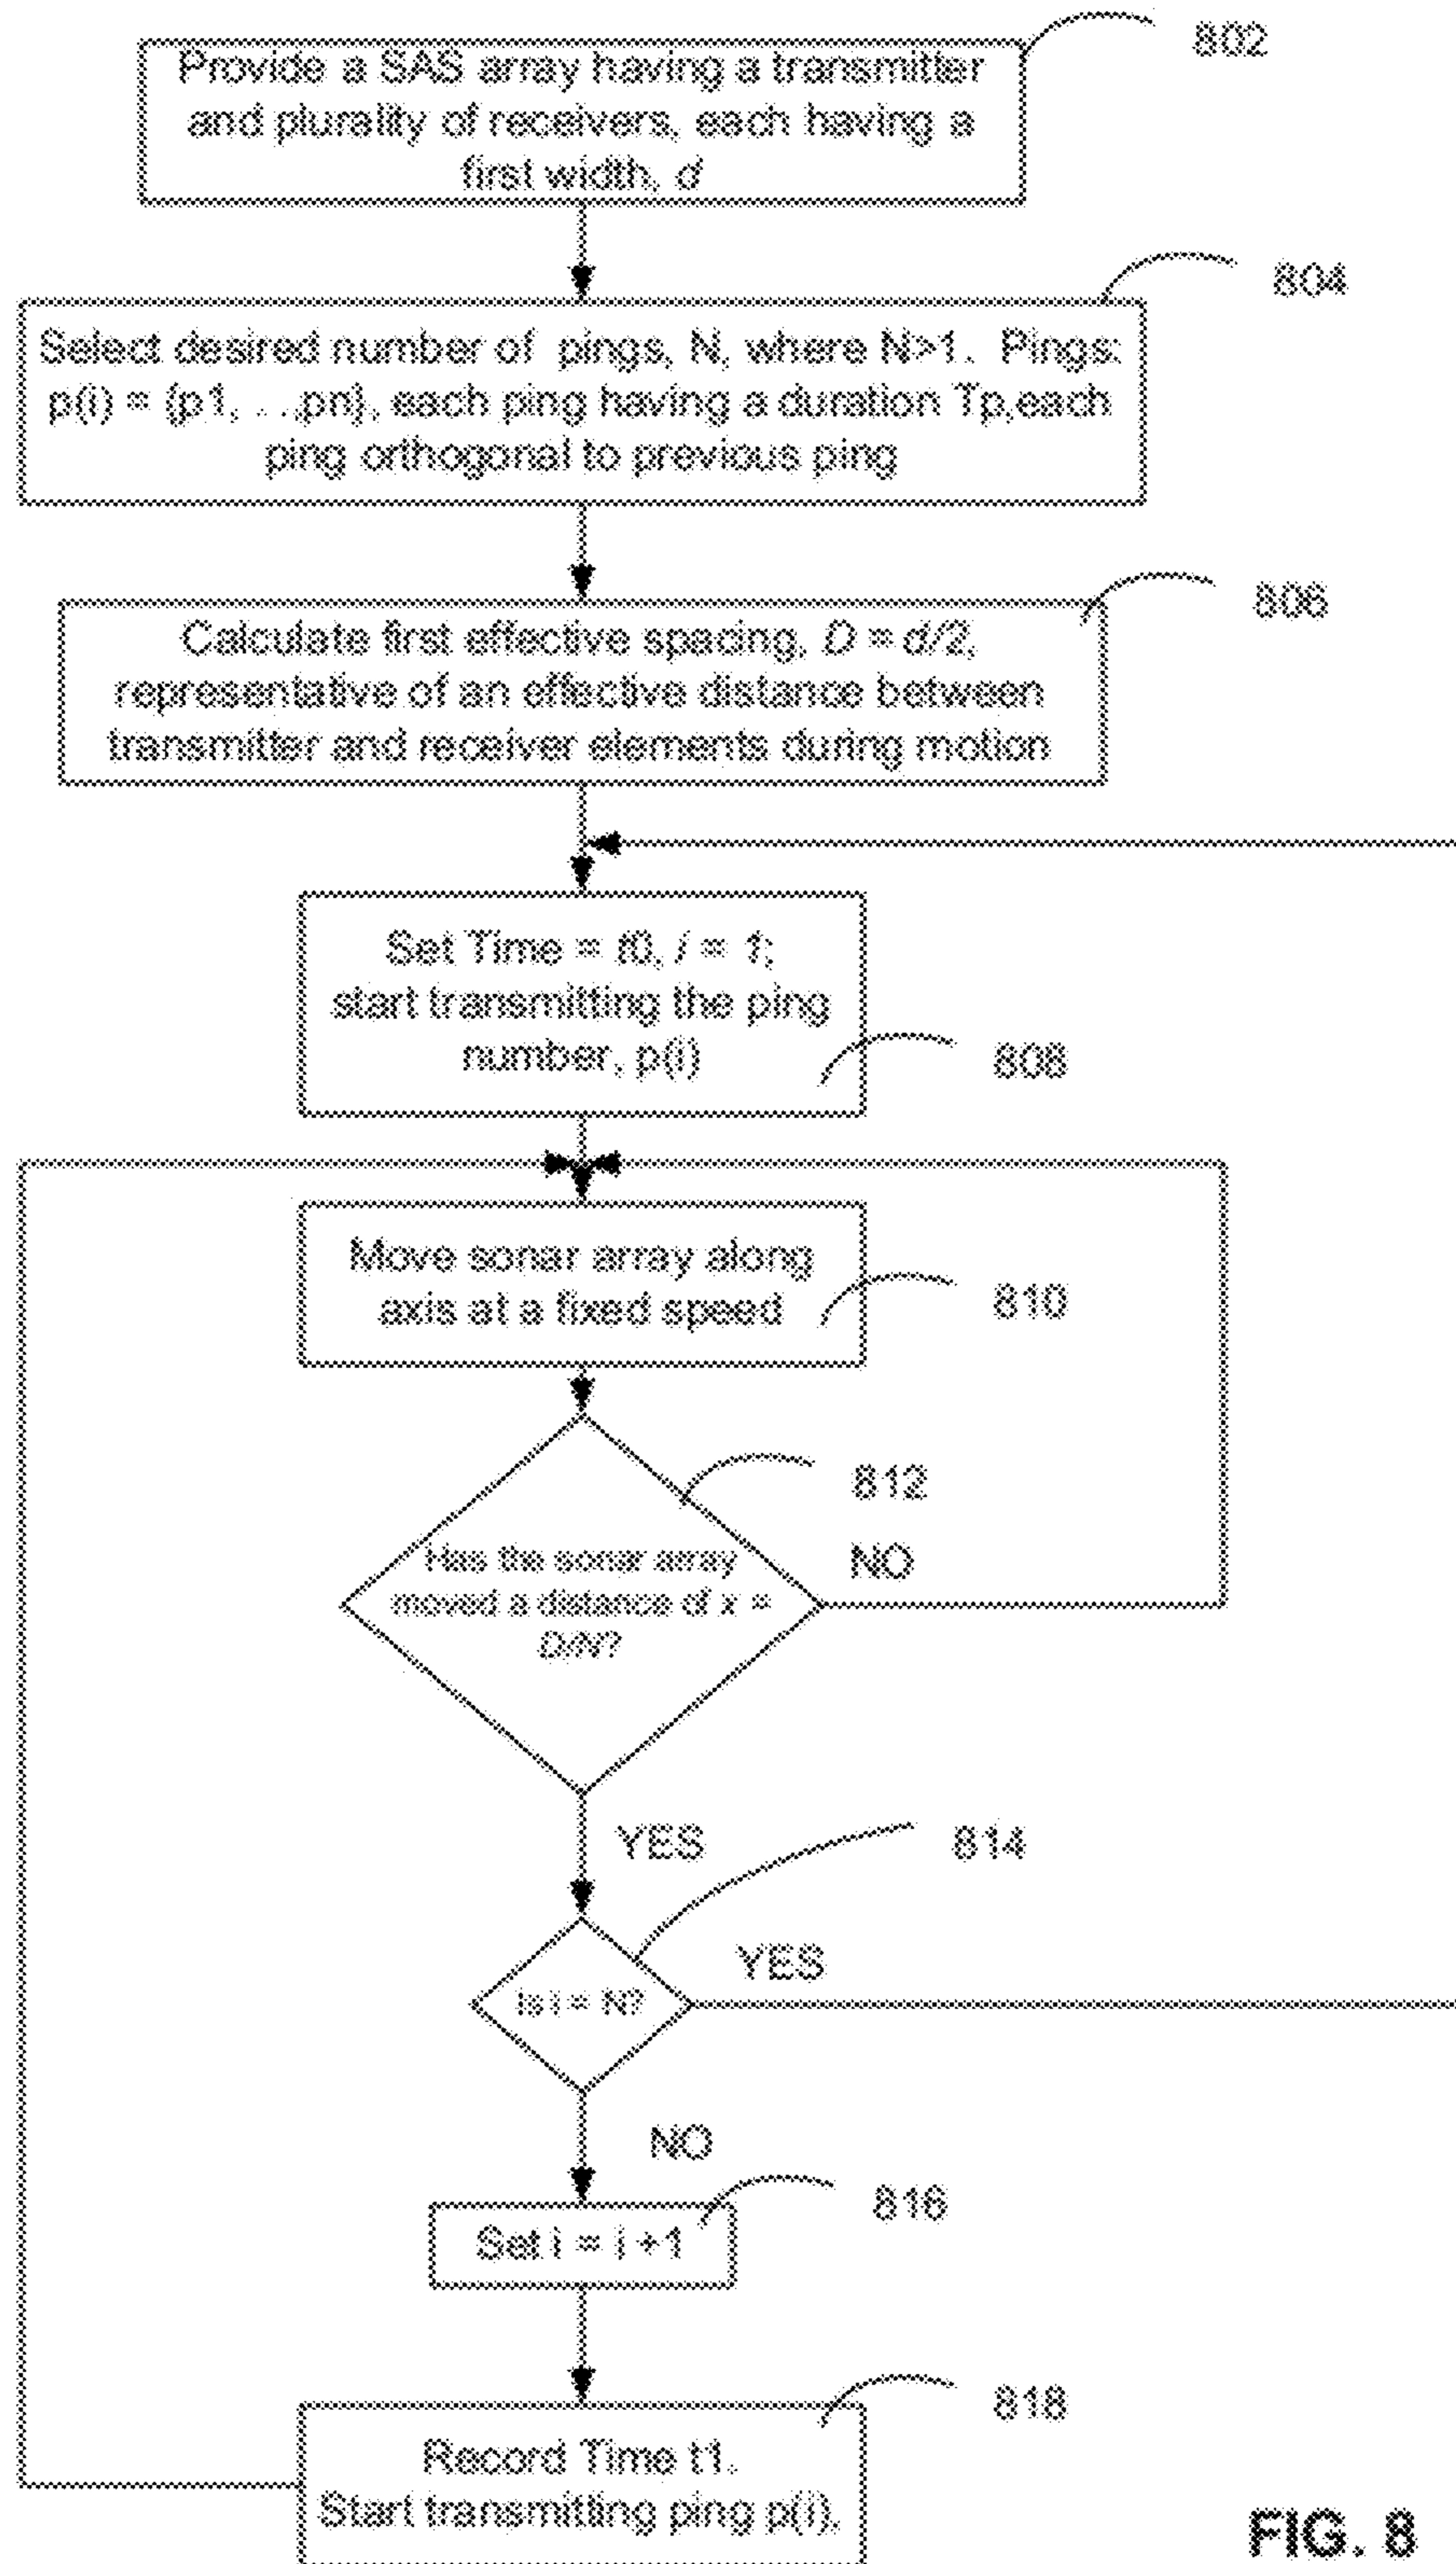 802
Provide a SAS array having a transmitter
and plurality of receivers, each having a
first width, d
804
Select desired number of pings, N, where N>1. Pings:
p(i) = {p1, . . .pn}, each ping having a duration Tp,each
ping orthogonal to previous ping
806
Calculate first effective spacing, D = d/2,
representative of an effective distance between
transmitter and receiver elements during motion
Set Time = t0, i = 1;
start transmitting the ping
number, p(i)
808
Move sonar array along
axis at a fixed speed
810
812
Has the sonar array
moved a distance of x =
D/N?
NO
YES
814
Is i = N?
YES
NO
816
Set i = i +1
818
Record Time t1.
Start transmitting ping p(i).
FIG. 8